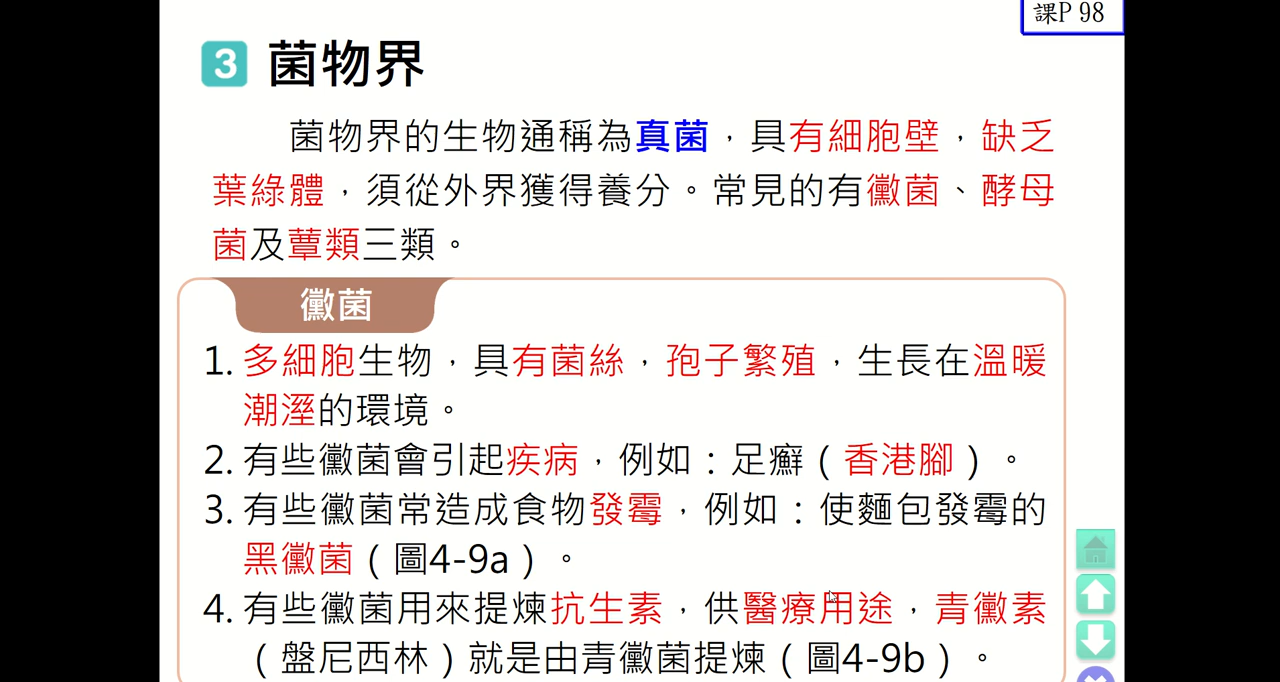 課P 98
3 菌物界
菌物界的生物通稱為真菌，具有細胞壁，缺乏
葉綠體，須從外界獲得養分。常見的有黴菌、酵母
菌及蕈類三類。
黴菌
1. 多細胞生物，具有菌絲，孢子繁殖，生長在溫暖
潮溼的環境。
2. 有些黴菌會引起疾病，例如：足癬（香港腳）。
3. 有些黴菌常造成食物發霉，例如：使麵包發霉的
黑黴菌（圖4-9a）。
4. 有些黴菌用來提煉抗生素，供醫療用途，青黴素
（盤尼西林）就是由青黴菌提煉（圖4-9b）。